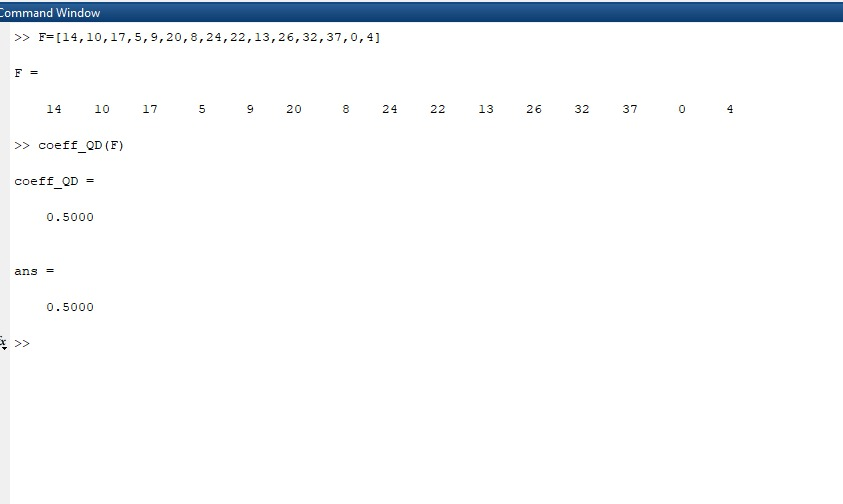 Command Window
>> F=[14,10,17,5,9,20,8,24,22,13,26,32,37,0,4]
F =
14 10 17 5 9 20 8 24 22 13 26 32 37 0 4
>> coeff_QD(F)
coeff_QD =
0.5000
ans =
0.5000
>>